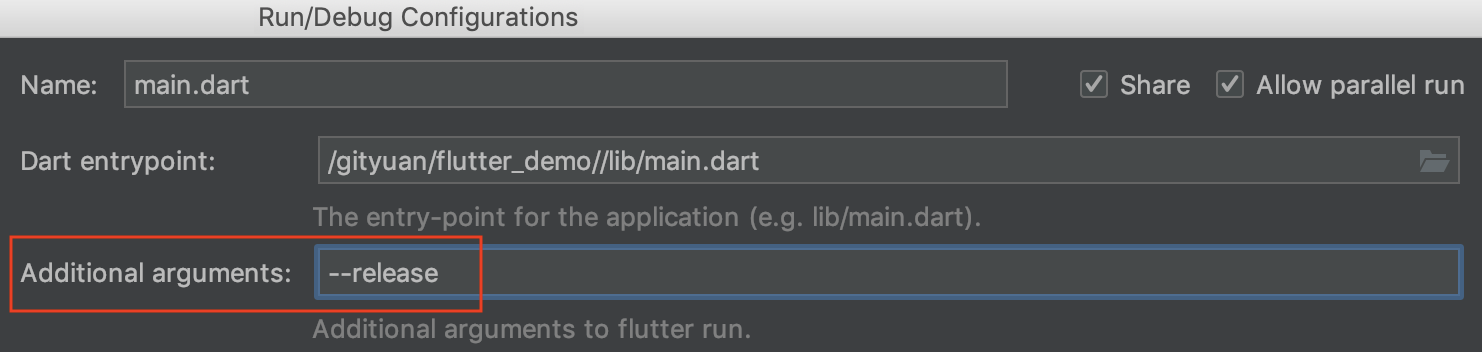 Run/Debug Configurations
Name: main.dart Share Allow parallel run
Dart entrypoint: /gityuan/flutter_demo//lib/main.dart
The entry-point for the application (e.g. lib/main.dart).
Additional arguments: --release
Additional arguments to flutter run.